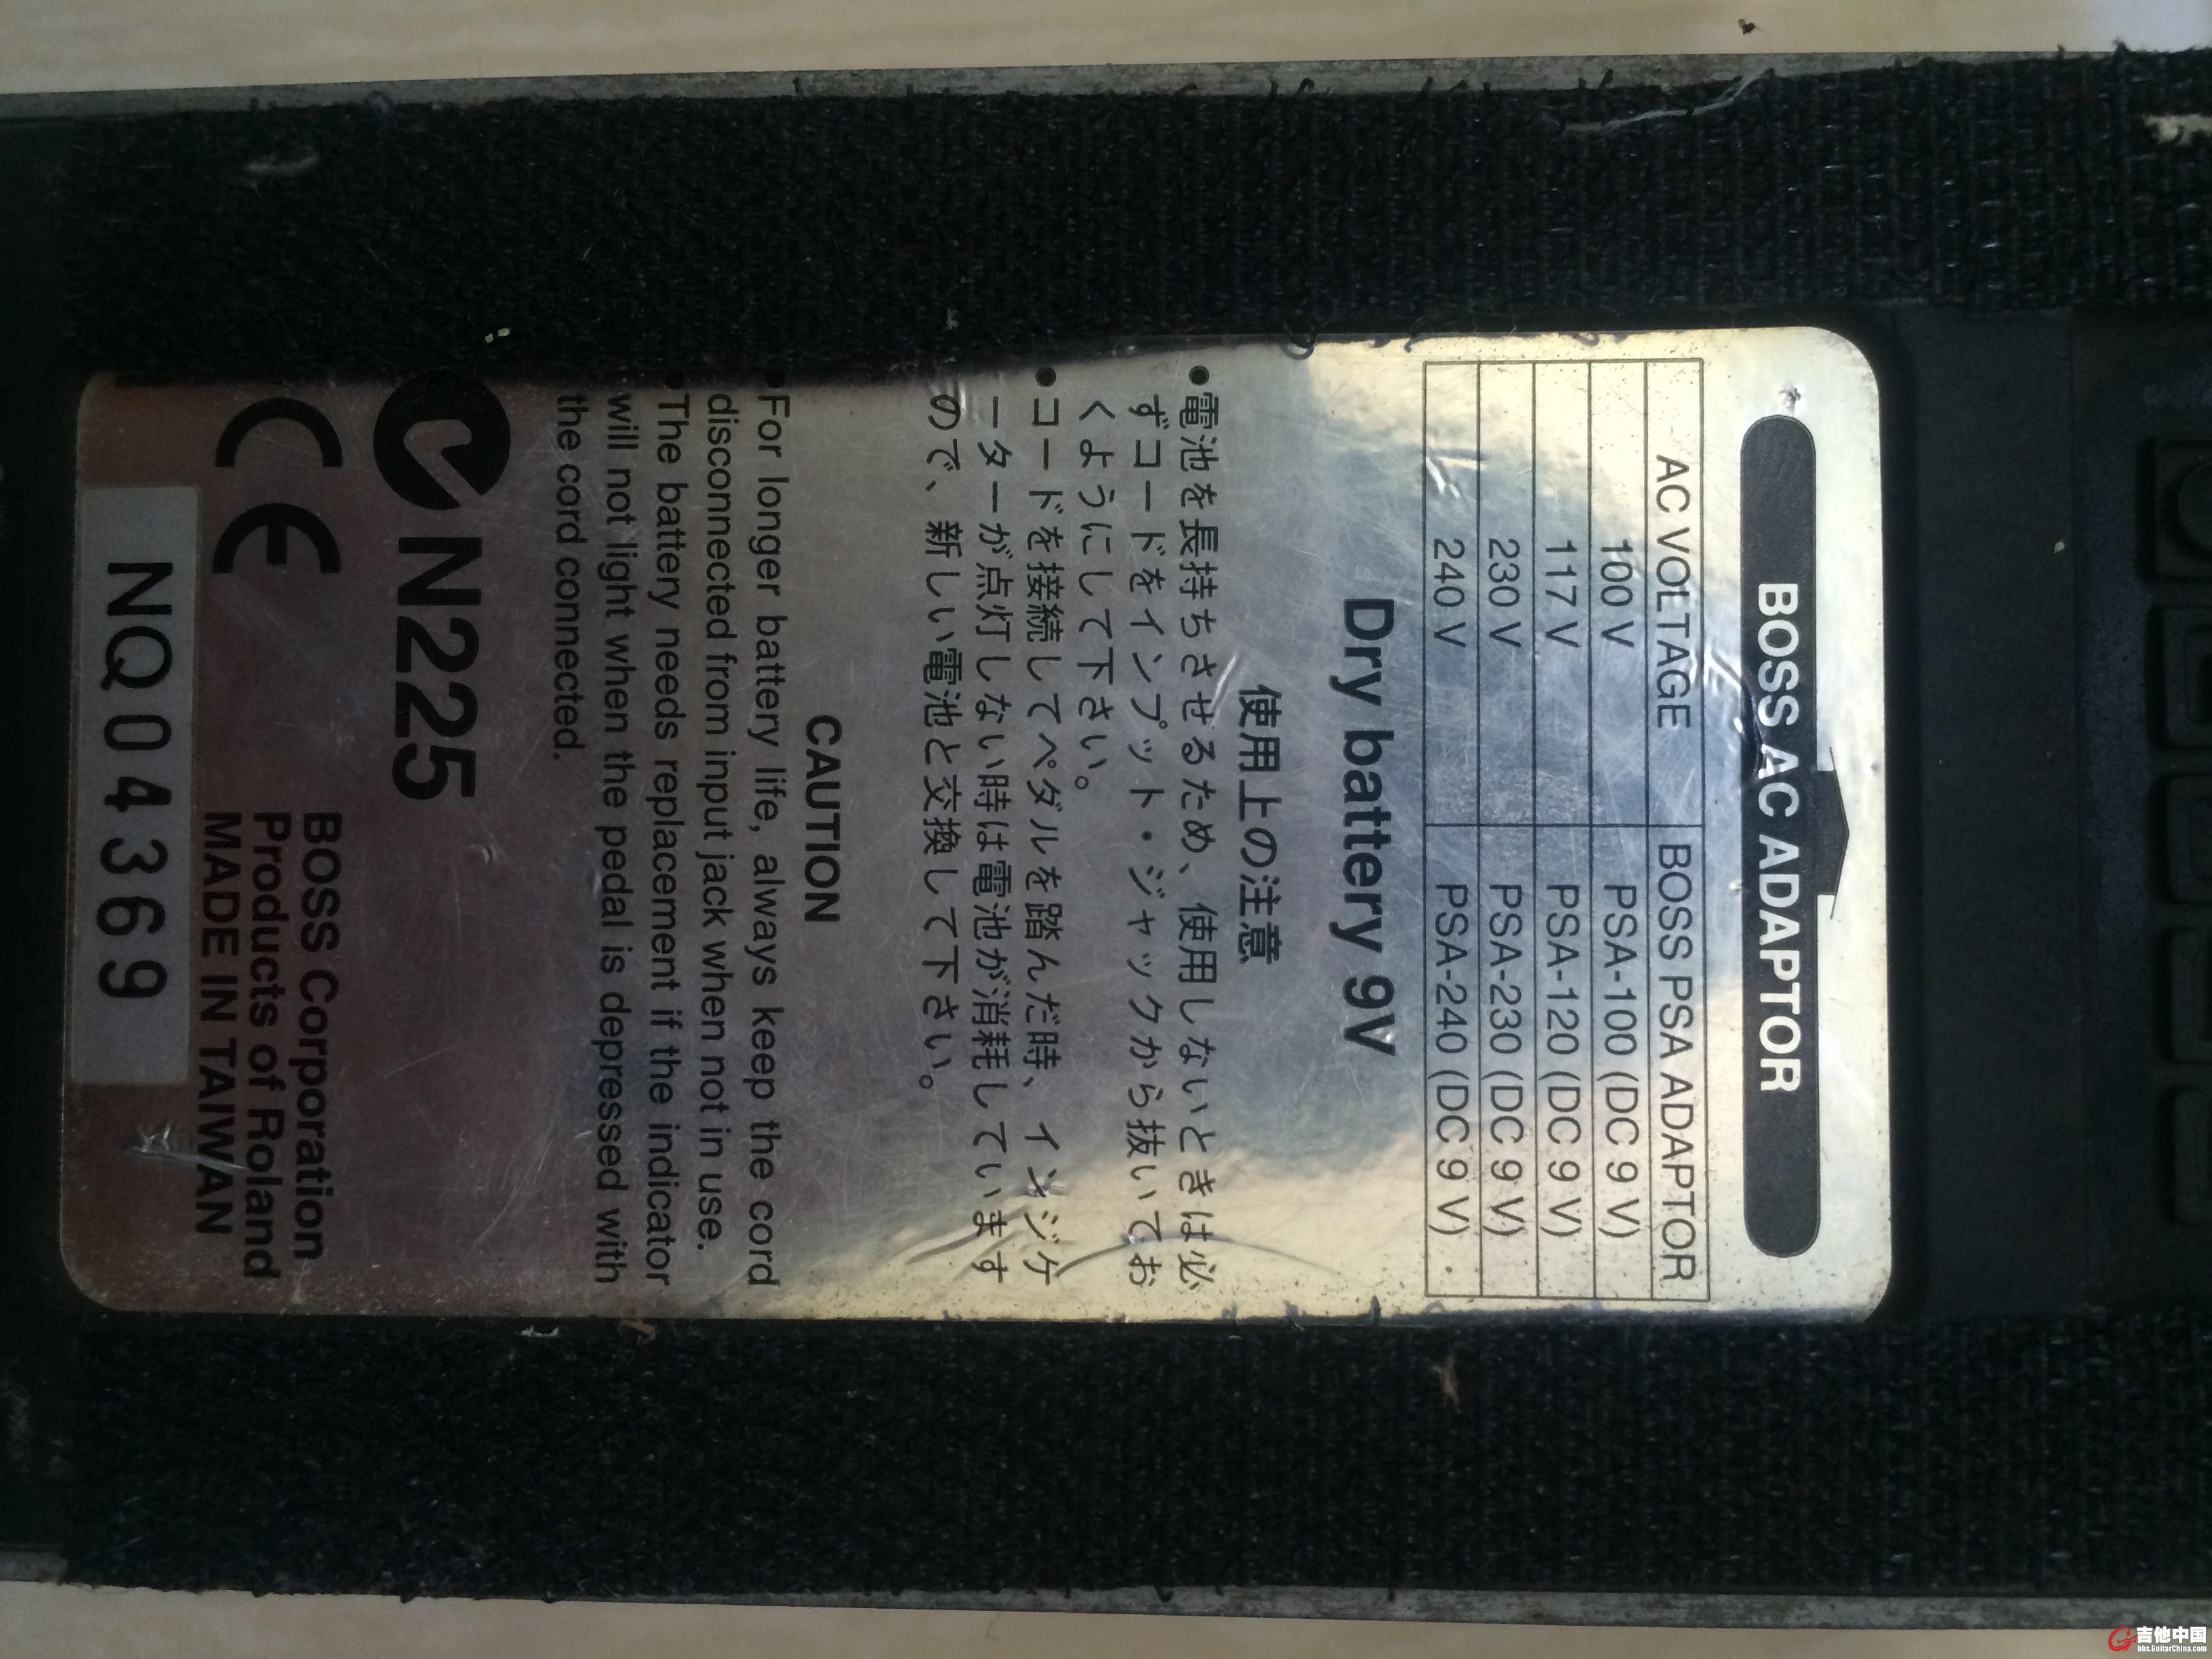 BOSS AC ADAPTOR
AC VOLTAGE BOSS PSA ADAPTOR
100 V PSA-100 (DC 9 V)
117 V PSA-120 (DC 9 V)
230 V PSA-230 (DC 9 V)
240 V PSA-240 (DC 9 V)
Dry battery 9V
使用上の注意
●電池を長持ちさせるため、使用しないときは必
ずコードをインプット・ジャックから抜いてお
くようにして下さい。
●コードを接続してペダルを踏んだ時、インジケ
ーターが点灯しない時は電池が消耗しています
ので、新しい電池と交換して下さい。
CAUTION
●For longer battery life, always keep the cord
disconnected from input jack when not in use.
●The battery needs replacement if the indicator
will not light when the pedal is depressed with
the cord connected.
N225
CE
BOSS Corporation
Products of Roland
MADE IN TAIWAN
NQ04369
吉他中国
bbs.GuitarChina.com